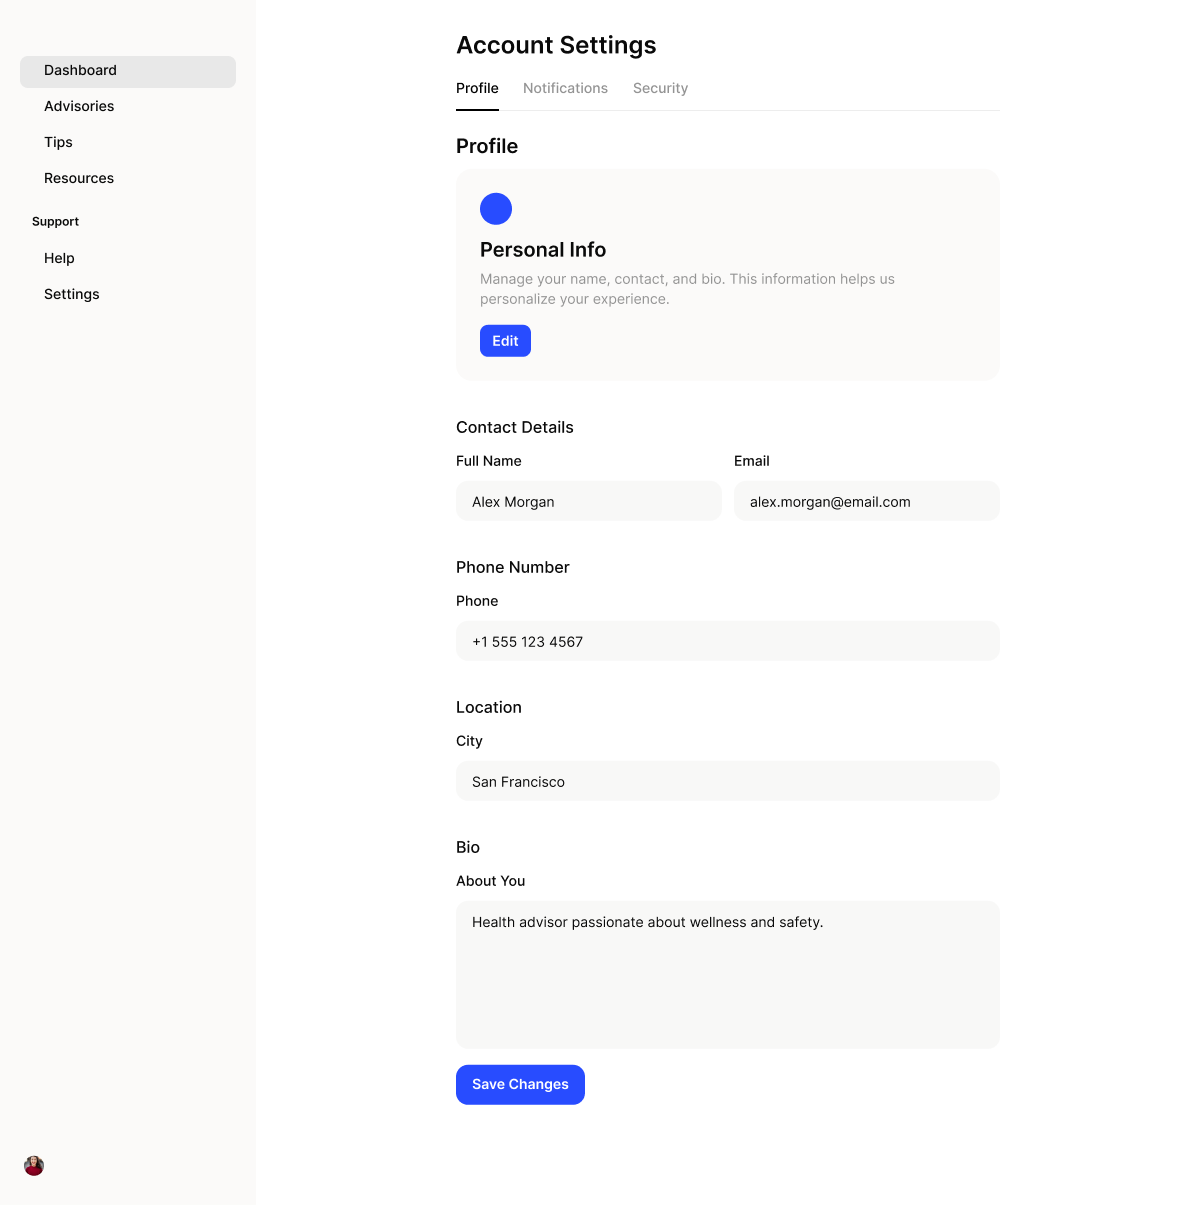 Dashboard
Advisories
Tips
Resources
Support
Help
Settings
Account Settings
Profile
Notifications
Security
Profile
Personal Info
Manage your name, contact, and bio. This information helps us
personalize your experience.
Edit
Contact Details
Full Name
Email
Alex Morgan
alex.morgan@email.com
Phone Number
Phone
+1 555 123 4567
Location
City
San Francisco
Bio
About You
Health advisor passionate about wellness and safety.
Save Changes